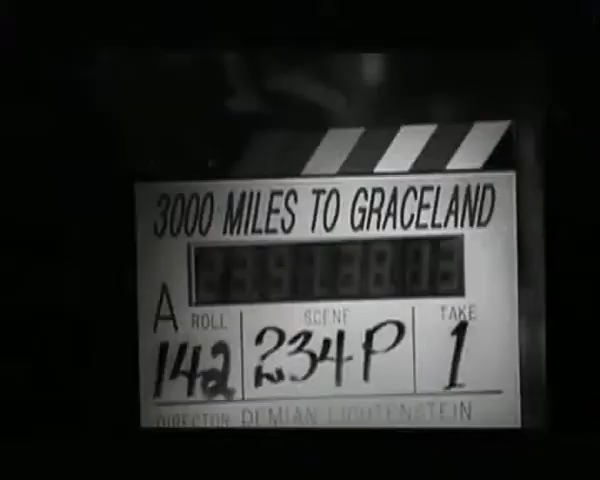 3000 MILES TO GRACELAND
A ROLL SCENE TAKE
142 234P 1
DIRECTOR DEMIAN LICHTENSTEIN